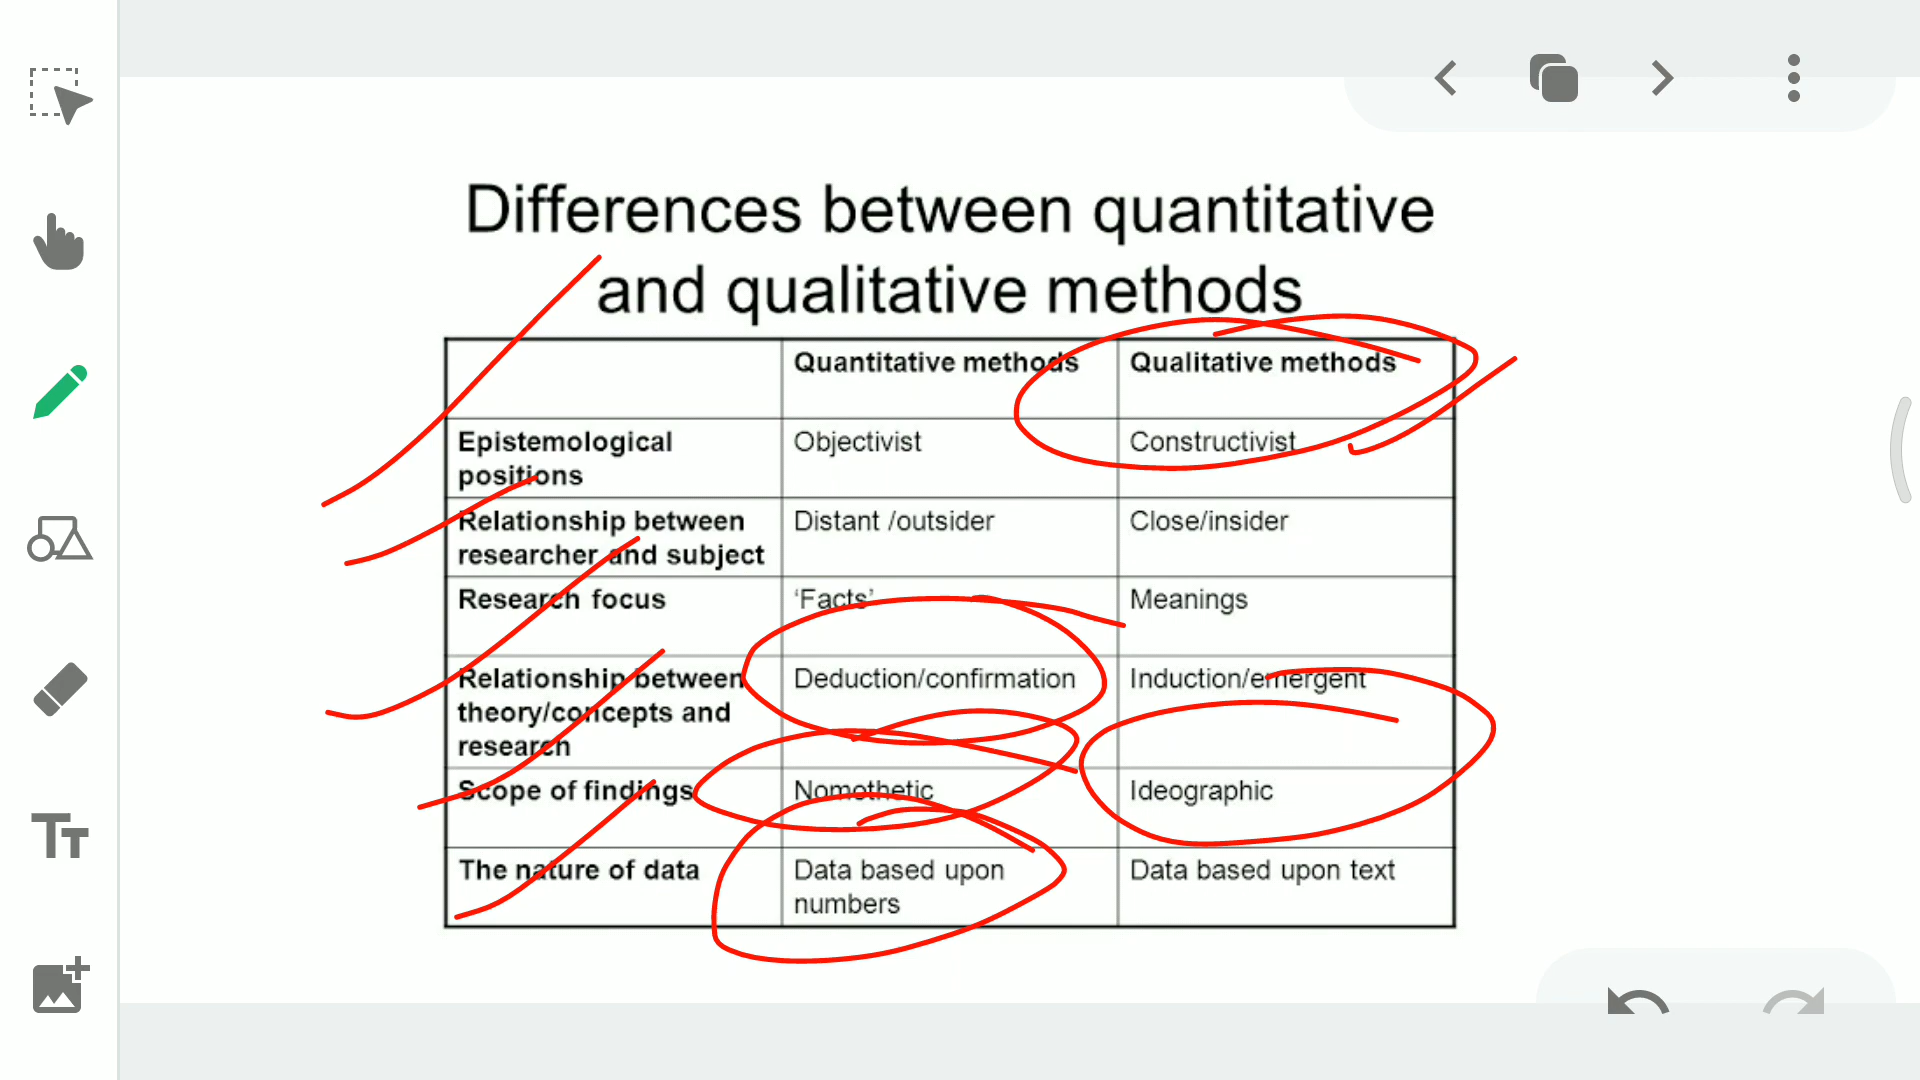 Differences between quantitative
and qualitative methods
Quantitative methods
Qualitative methods
Epistemological
positions
Objectivist
Constructivist
Relationship between
researcher and subject
Distant /outsider
Close/insider
Research focus
‘Facts’
Meanings
Relationship between
theory/concepts and
research
Deduction/confirmation
Induction/emergent
Scope of findings
Nomothetic
Ideographic
The nature of data
Data based upon
numbers
Data based upon text